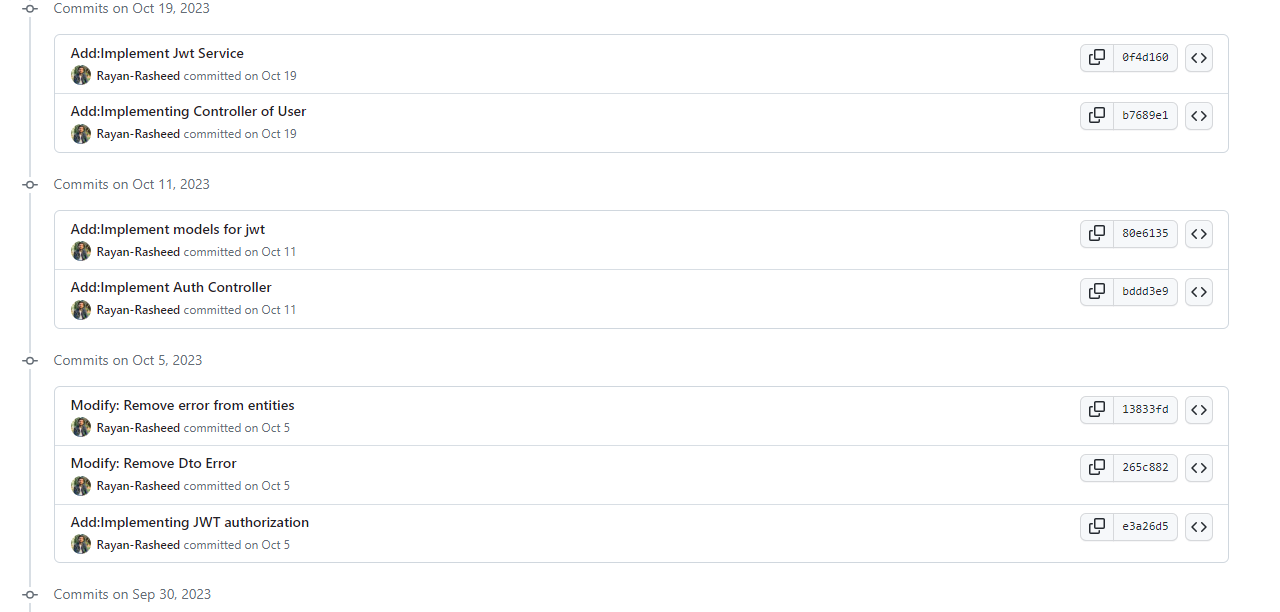 Commits on Oct 19, 2023
Add:Implement Jwt Service
0f4d160
Rayan-Rasheed committed on Oct 19
Add:Implementing Controller of User
b7689e1
Rayan-Rasheed committed on Oct 19
Commits on Oct 11, 2023
Add:Implement models for jwt
80e6135
Rayan-Rasheed committed on Oct 11
Add:Implement Auth Controller
bddd3e9
Rayan-Rasheed committed on Oct 11
Commits on Oct 5, 2023
Modify: Remove error from entities
13833fd
Rayan-Rasheed committed on Oct 5
Modify: Remove Dto Error
265c882
Rayan-Rasheed committed on Oct 5
Add:Implementing JWT authorization
e3a26d5
Rayan-Rasheed committed on Oct 5
Commits on Sep 30, 2023